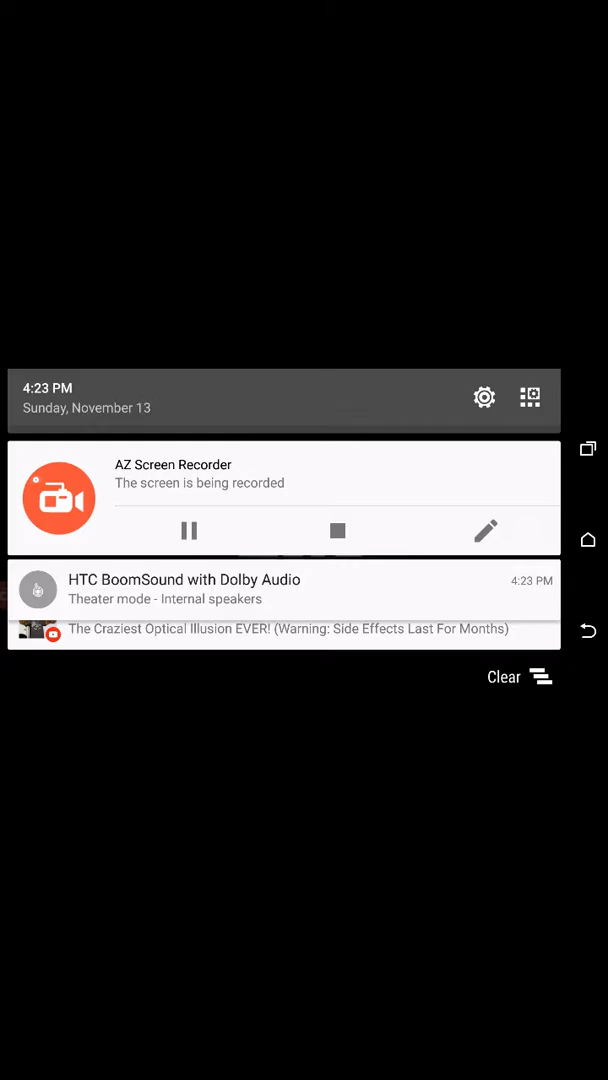 4:23 PM
Sunday, November 13
AZ Screen Recorder
The screen is being recorded
HTC BoomSound with Dolby Audio
4:23 PM
Theater mode - Internal speakers
The Craziest Optical Illusion EVER! (Warning: Side Effects Last For Months)
Clear